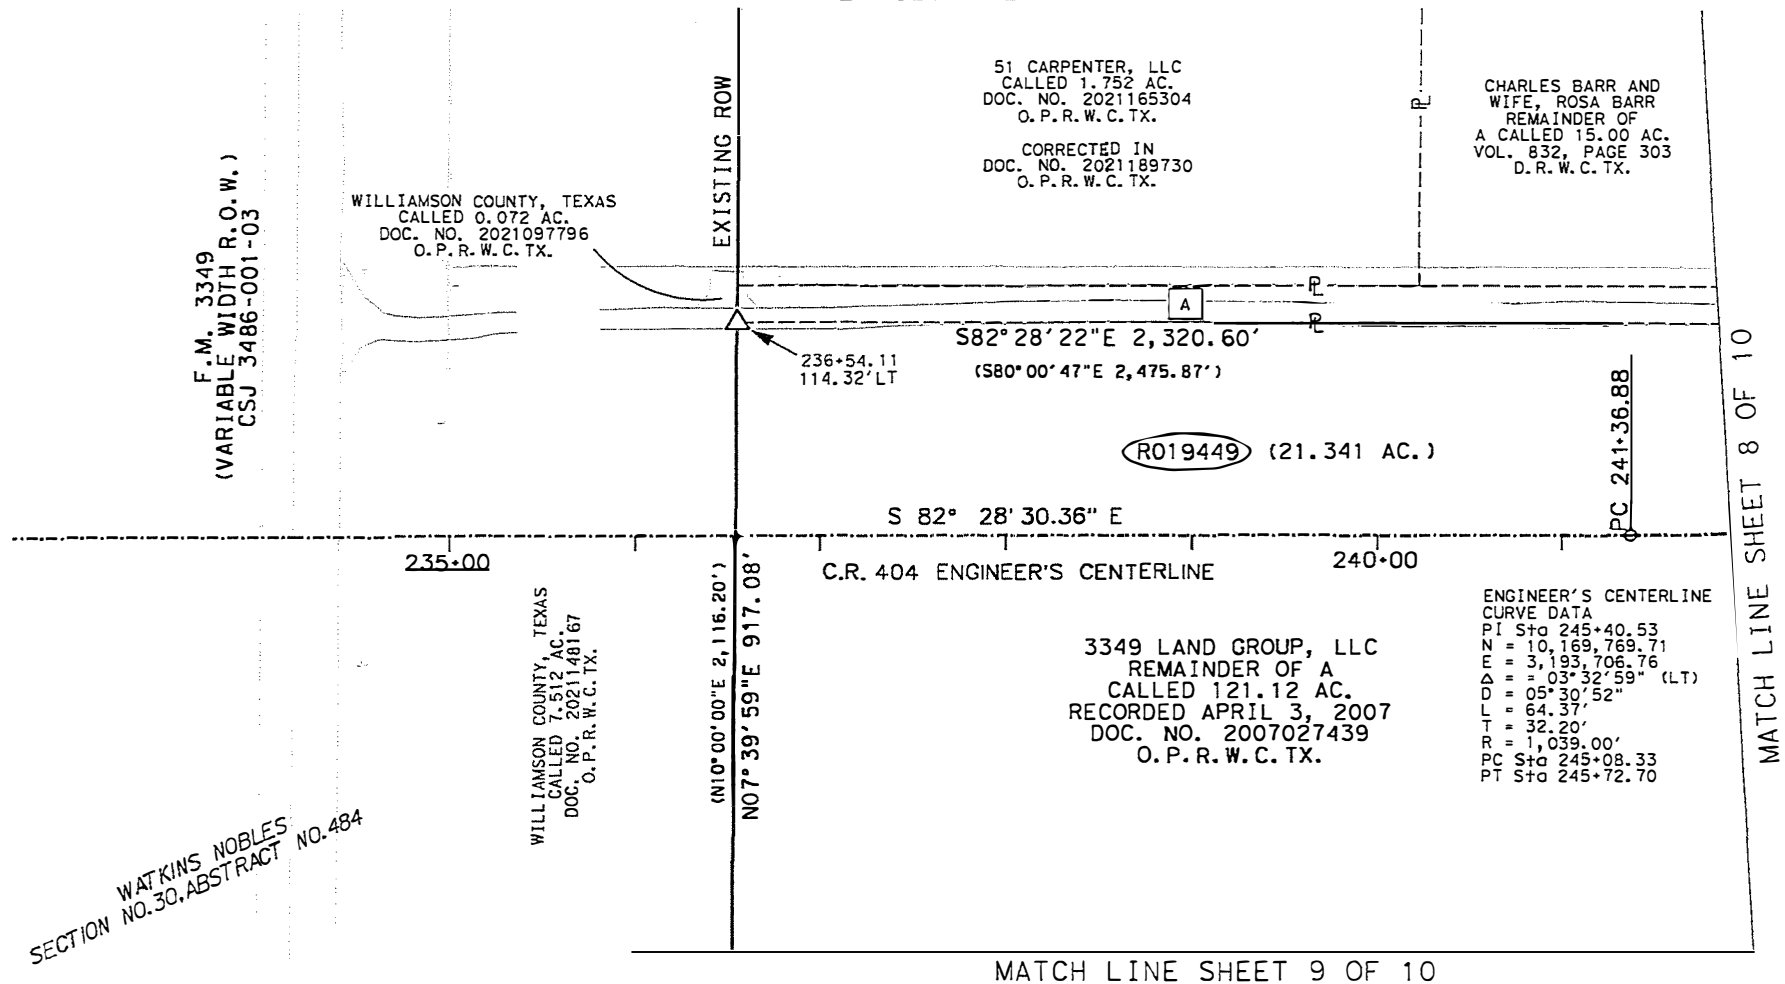 51 CARPENTER, LLC
CALLED 1.752 AC.
DOC. NO. 2021165304
O.P.R.W.C.TX.
CORRECTED IN
DOC. NO. 2021189730
O.P.R.W.C.TX.
CHARLES BARR AND
WIFE, ROSA BARR
REMAINDER OF
A CALLED 15.00 AC.
VOL. 832, PAGE 303
D.R.W.C.TX.
EXISTING ROW
WILLIAMSON COUNTY, TEXAS
CALLED 0.072 AC.
DOC. NO. 2021097796
O.P.R.W.C.TX.
F.M. 3349
(VARIABLE WIDTH R.O.W.)
CSJ 3486-001-03
PL
PL
A
PL
S82°28'22"E 2,320.60'
(S80°00'47"E 2,475.87')
236+54.11
114.32'LT
R019449 (21.341 AC.)
PC 241+36.88
MATCH LINE SHEET 8 OF 10
S 82° 28'30.36" E
235+00
C.R. 404 ENGINEER'S CENTERLINE
240+00
WILLIAMSON COUNTY, TEXAS
CALLED 7.512 AC.
DOC. NO. 2021148167
O.P.R.W.C.TX.
(N10°00'00"E 2,116.20')
N07°39'59"E 917.08'
3349 LAND GROUP, LLC
REMAINDER OF A
CALLED 121.12 AC.
RECORDED APRIL 3, 2007
DOC. NO. 2007027439
O.P.R.W.C.TX.
ENGINEER'S CENTERLINE
CURVE DATA
PI Sta 245+40.53
N = 10,169,769.71
E = 3,193,706.76
Δ = = 03°32'59" (LT)
D = 05°30'52"
L = 64.37'
T = 32.20'
R = 1,039.00'
PC Sta 245+08.33
PT Sta 245+72.70
WATKINS NOBLES
SECTION NO.30,ABSTRACT NO.484
MATCH LINE SHEET 9 OF 10